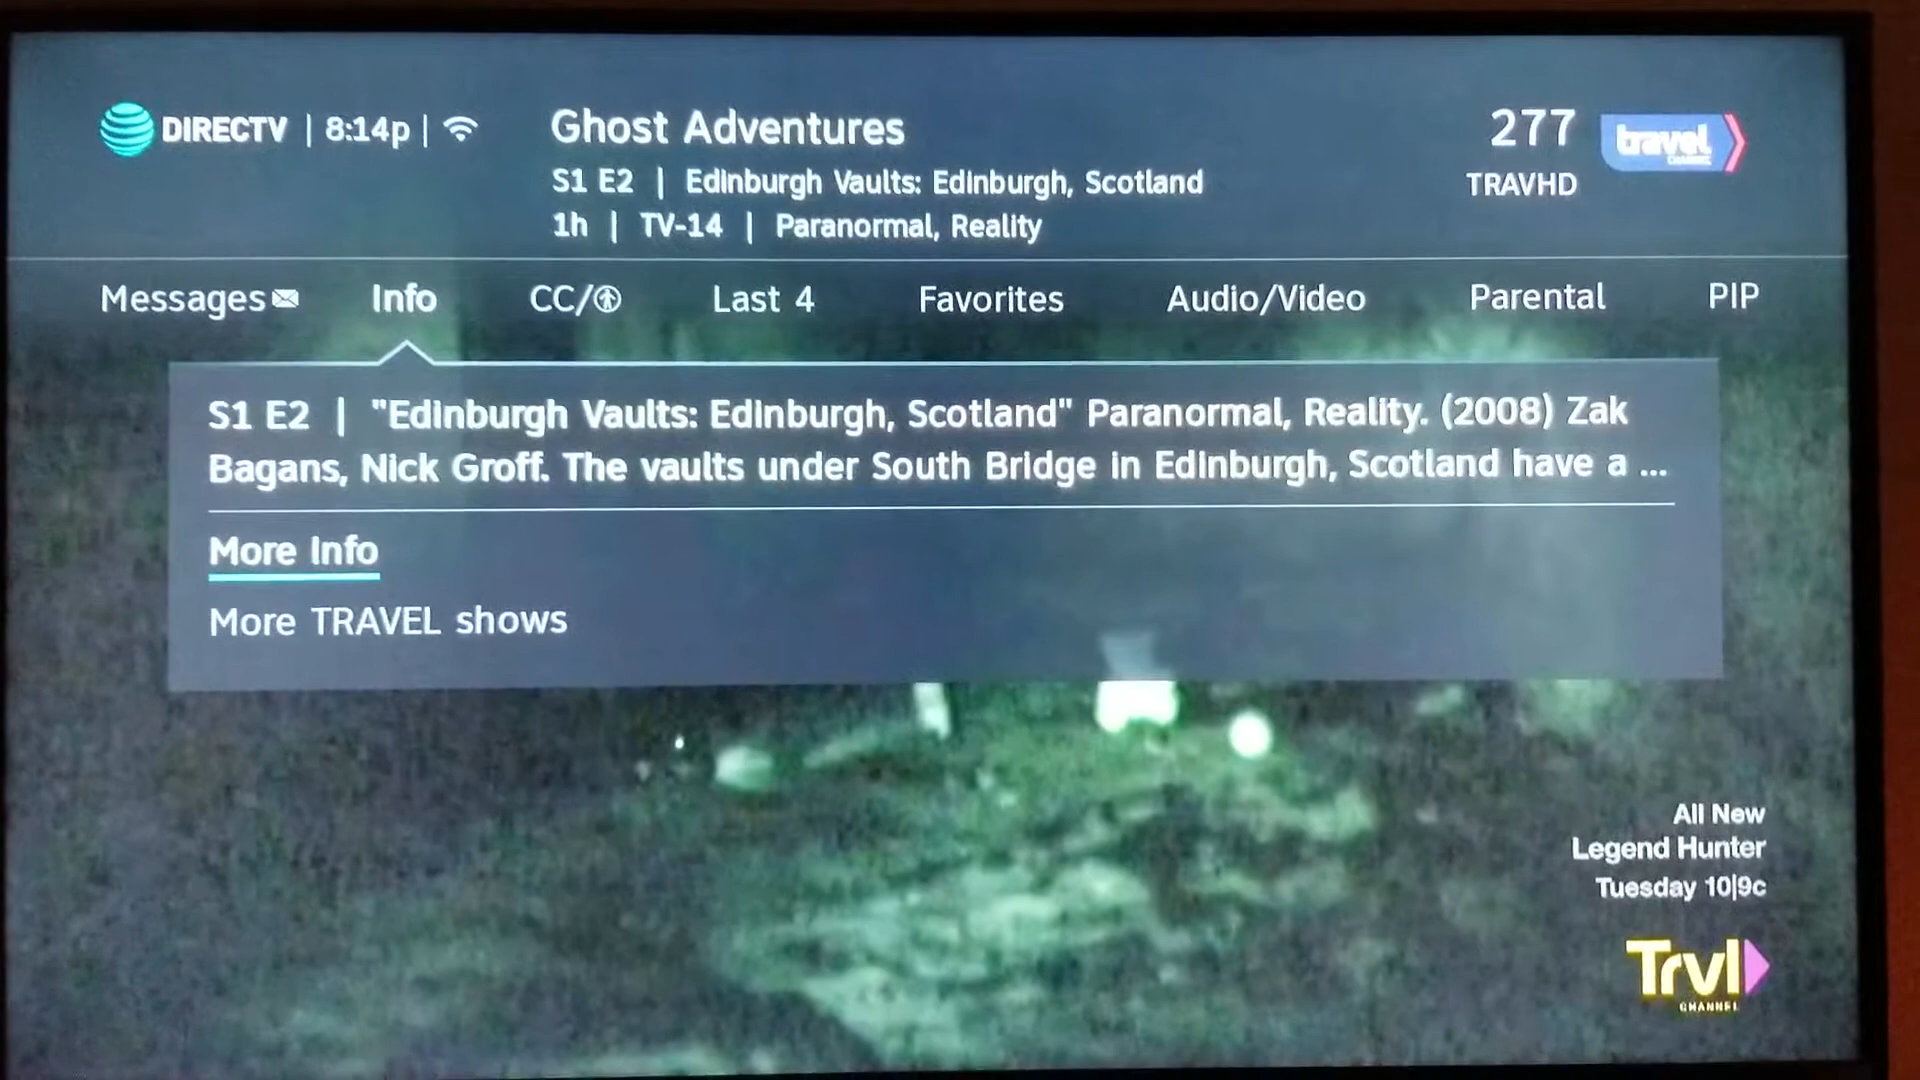 DIRECTV | 8:14p |
Ghost Adventures
S1 E2 | Edinburgh Vaults: Edinburgh, Scotland
1h | TV-14 | Paranormal, Reality
277
TRAVHD
travel
CHANNEL
Messages Info CC/ Last 4 Favorites Audio/Video Parental PIP
S1 E2 | "Edinburgh Vaults: Edinburgh, Scotland" Paranormal, Reality. (2008) Zak
Bagans, Nick Groff. The vaults under South Bridge in Edinburgh, Scotland have a ...
More Info
More TRAVEL shows
All New
Legend Hunter
Tuesday 10|9c
Trvl
CHANNEL